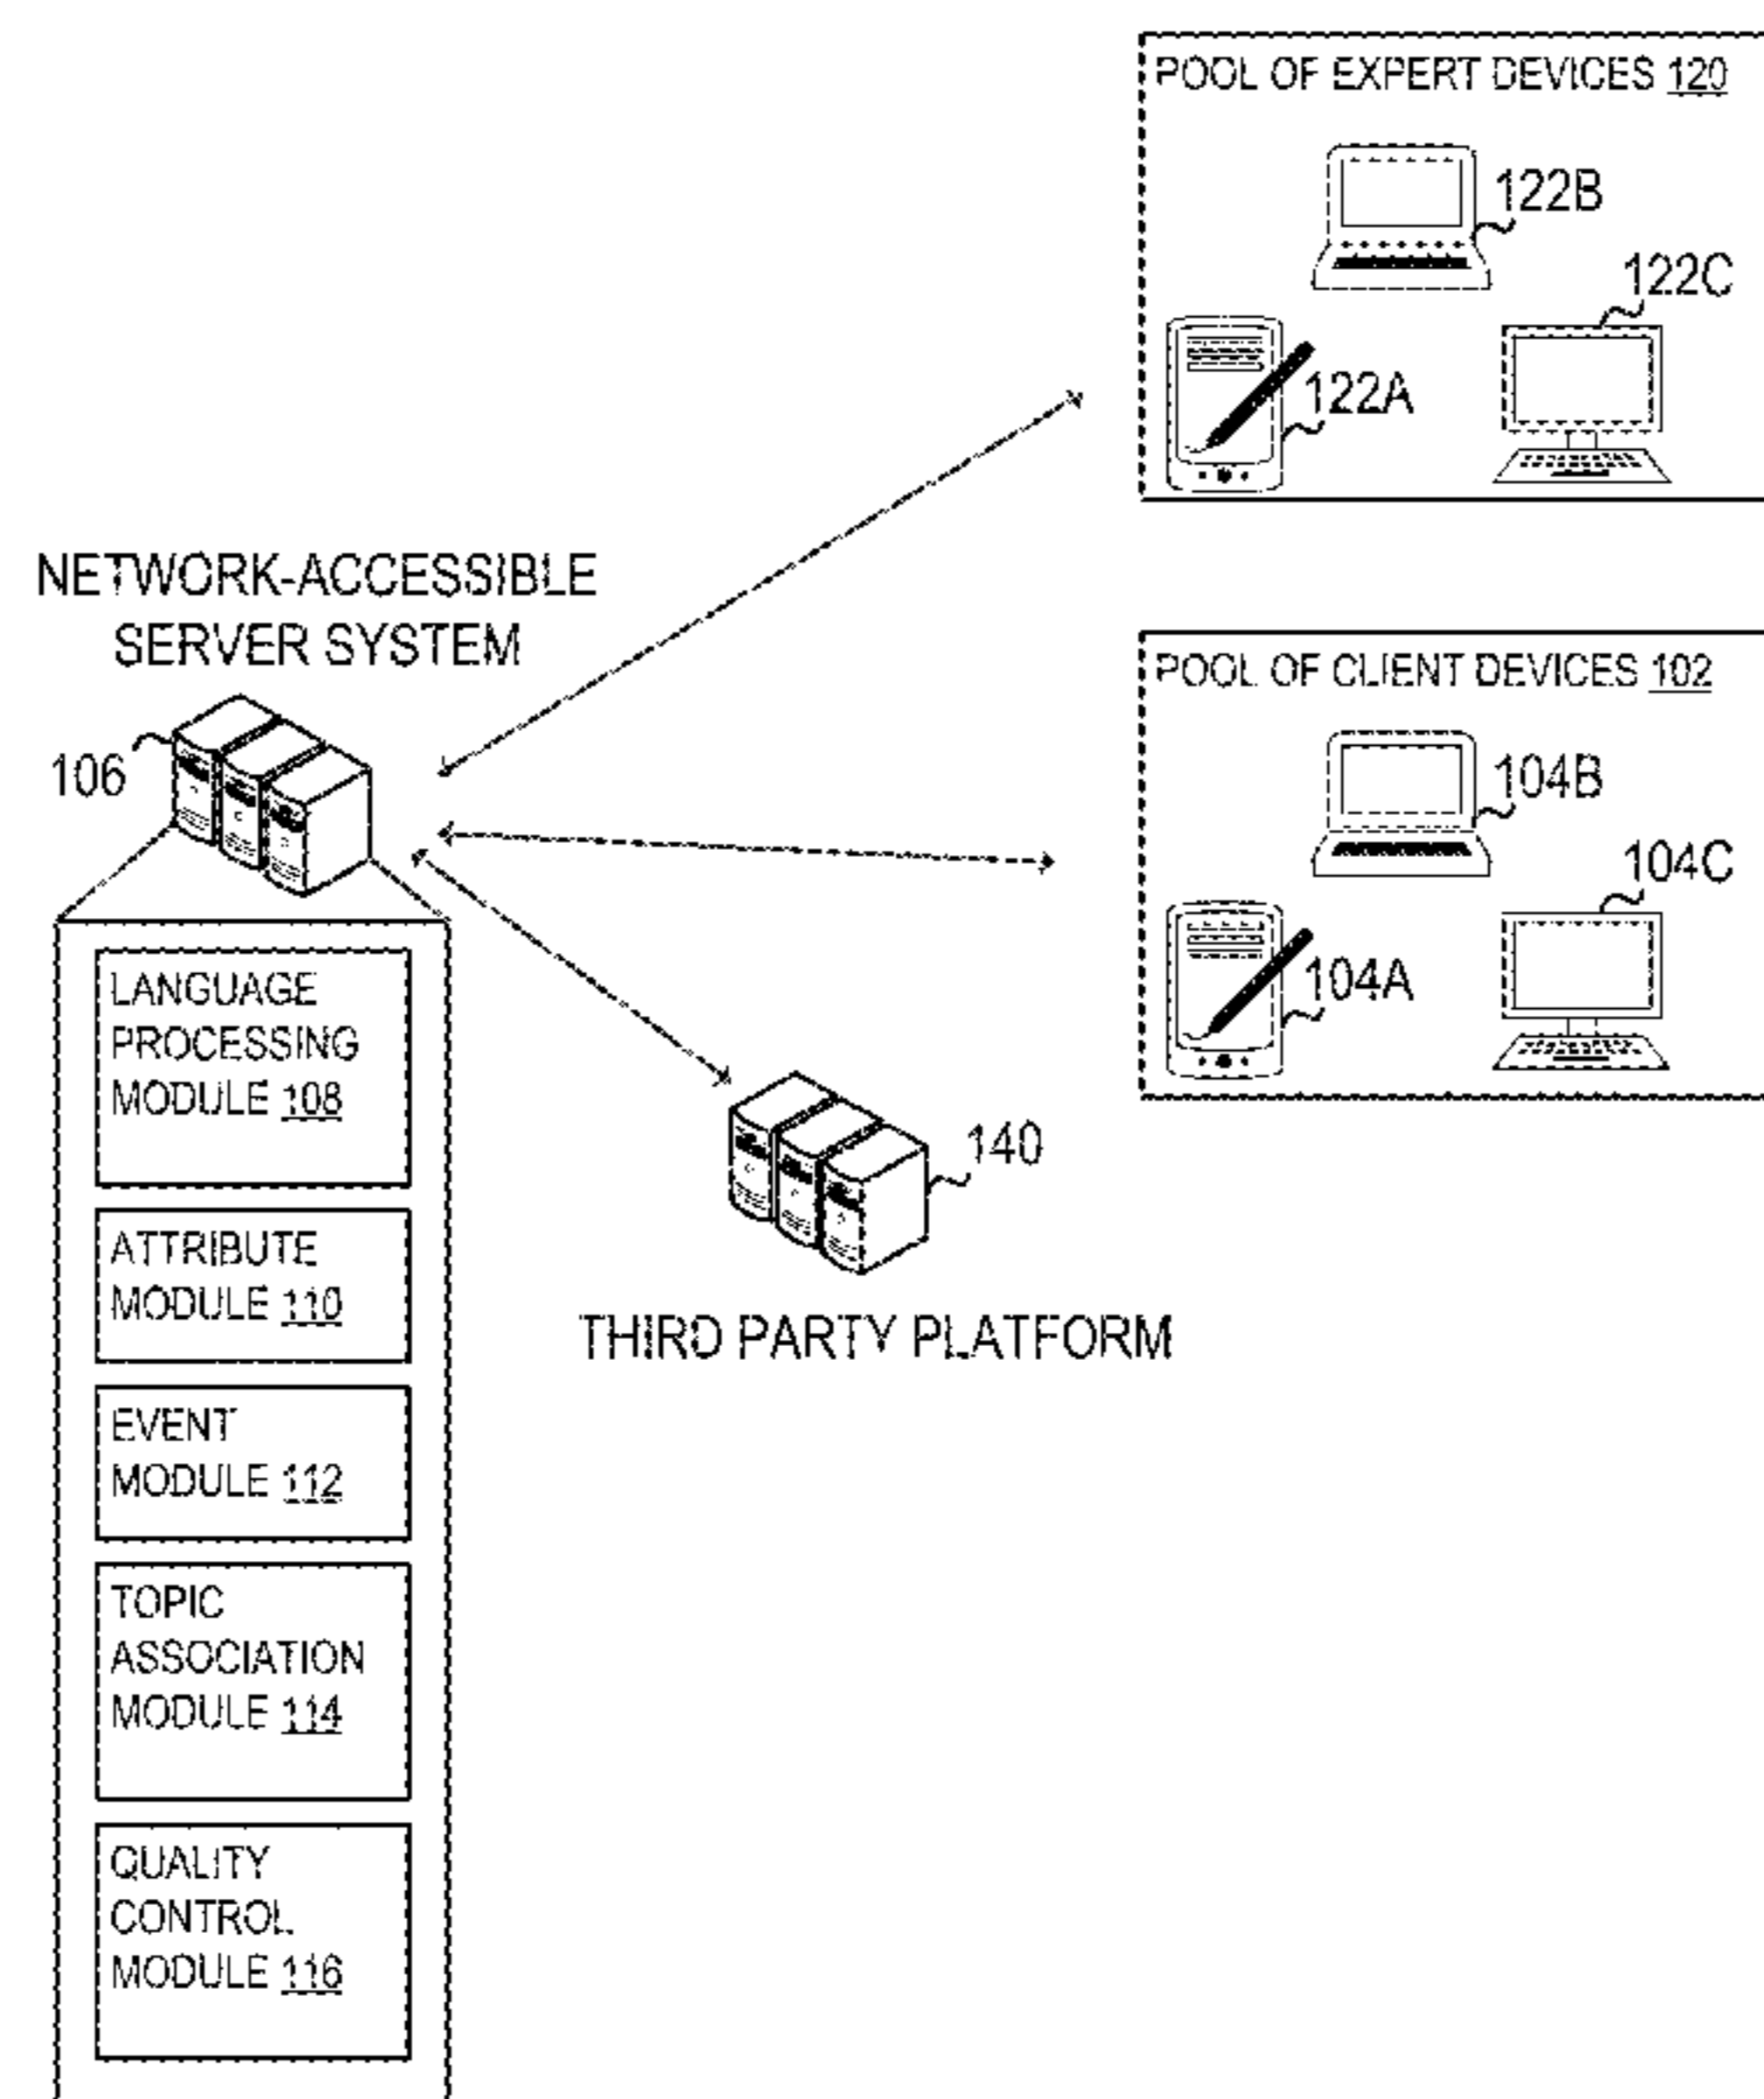 POOL OF EXPERT DEVICES 120
122B
122C
122A
NETWORK-ACCESSIBLE
SERVER SYSTEM
106
POOL OF CLIENT DEVICES 102
104B
104C
104A
LANGUAGE
PROCESSING
MODULE 108
ATTRIBUTE
MODULE 110
EVENT
MODULE 112
TOPIC
ASSOCIATION
MODULE 114
QUALITY
CONTROL
MODULE 116
140
THIRD PARTY PLATFORM